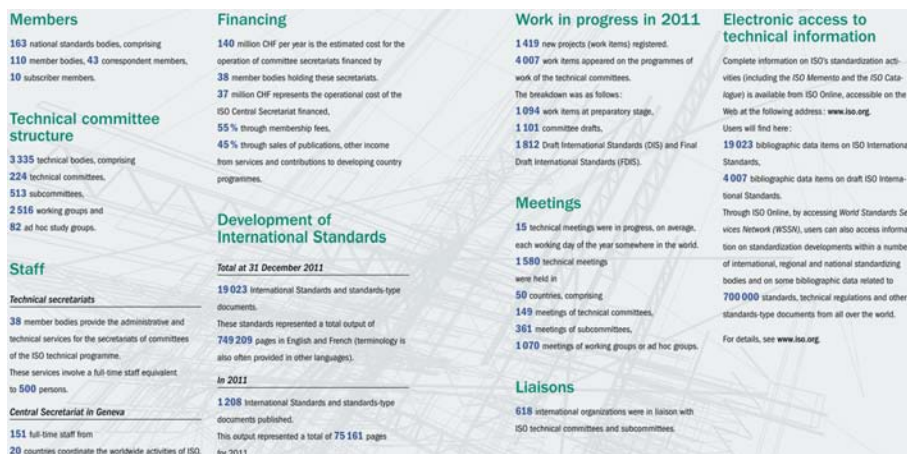 Members
163 national standards bodies, comprising
110 member bodies, 43 correspondent members,
10 subscriber members.
Technical committee
structure
3 335 technical bodies, comprising
224 technical committees,
513 subcommittees,
2 516 working groups and
82 ad hoc study groups.
Staff
Technical secretariats
38 member bodies provide the administrative and
technical services for the secretariats of committees
of the ISO technical programme.
These services involve a full-time staff equivalent
to 500 persons.
Central Secretariat in Geneva
151 full-time staff from
20 countries coordinate the worldwide activities of ISO.
Financing
140 million CHF per year is the estimated cost for the
operation of committee secretariats financed by
38 member bodies holding these secretariats.
37 million CHF represents the operational cost of the
ISO Central Secretariat financed,
55 % through membership fees,
45 % through sales of publications, other income
from services and contributions to developing country
programmes.
Development of
International Standards
Total at 31 December 2011
19 023 International Standards and standards-type
documents.
These standards represented a total output of
749 209 pages in English and French (terminology is
also often provided in other languages).
In 2011
1 208 International Standards and standards-type
documents published.
This output represented a total of 75 161 pages
for 2011
Work in progress in 2011
1 419 new projects (work items) registered.
4 007 work items appeared on the programmes of
work of the technical committees.
The breakdown was as follows :
1 094 work items at preparatory stage,
1 101 committee drafts,
1 812 Draft International Standards (DIS) and Final
Draft International Standards (FDIS).
Meetings
15 technical meetings were in progress, on average,
each working day of the year somewhere in the world.
1 580 technical meetings
were held in
50 countries, comprising
149 meetings of technical committees,
361 meetings of subcommittees,
1 070 meetings of working groups or ad hoc groups.
Liaisons
618 international organizations were in liaison with
ISO technical committees and subcommittees.
Electronic access to
technical information
Complete information on ISO's standardization acti-
vities (including the ISO Memento and the ISO Cata-
logue) is available from ISO Online, accessible on the
Web at the following address : www.iso.org.
Users will find here :
19 023 bibliographic data items on ISO Internationa
Standards,
4 007 bibliographic data items on draft ISO Interna-
tional Standards.
Through ISO Online, by accessing World Standards Se
vices Network (WSSN), users can also access informa
tion on standardization developments within a numbe
of international, regional and national standardizing
bodies and on some bibliographic data related to
700 000 standards, technical regulations and other
standards-type documents from all over the world.
For details, see www.iso.org.